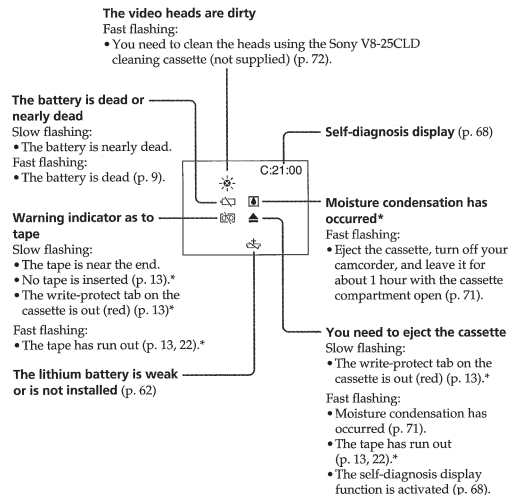 The video heads are dirty
Fast flashing:
• You need to clean the heads using the Sony V8-25CLD
cleaning cassette (not supplied) (p. 72).
The battery is dead or
nearly dead
Slow flashing:
• The battery is nearly dead.
Fast flashing:
• The battery is dead (p. 9).
Warning indicator as to
tape
Slow flashing:
• The tape is near the end.
• No tape is inserted (p. 13).*
• The write-protect tab on the
cassette is out (red) (p. 13)*
Fast flashing:
• The tape has run out (p. 13, 22).*
The lithium battery is weak
or is not installed (p. 62)
C:21:00
Self-diagnosis display (p. 68)
Moisture condensation has
occurred*
Fast flashing:
• Eject the cassette, turn off your
camcorder, and leave it for
about 1 hour with the cassette
compartment open (p. 71).
You need to eject the cassette
Slow flashing:
• The write-protect tab on the
cassette is out (red) (p. 13).*
Fast flashing:
• Moisture condensation has
occurred (p. 71).
• The tape has run out
(p. 13, 22).*
• The self-diagnosis display
function is activated (p. 68).